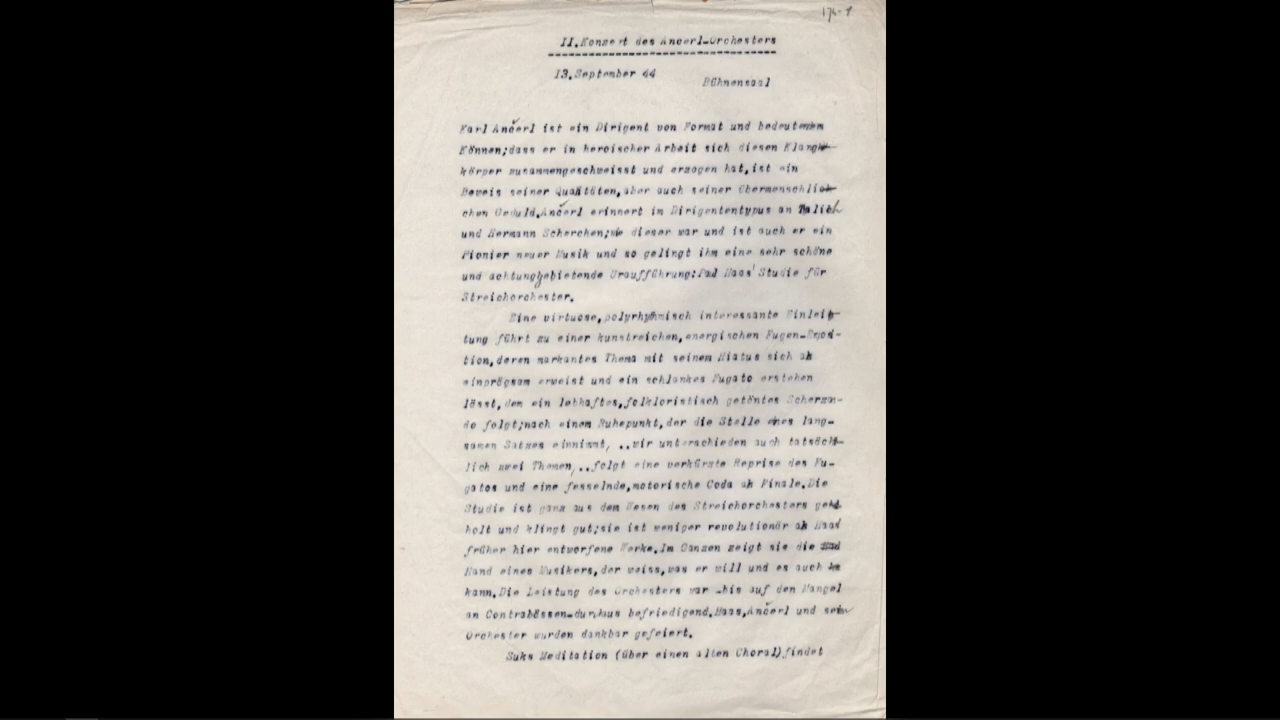 174-1
II.Konzert des Ancerl-Orchesters
13.September 44
Bühnensaal
Karl Ančerl ist ein Dirigent von Format und bedeutendem
Können;dass er in heroischer Arbeit sich diesen Klang-
körper zusammengeschweisst und erzogen hat,ist ein
Beweis seiner Qualitäten,aber auch seiner übermenschli-
chen Geduld.Ančerl erinnert im Dirigententypus an Talich
und Hermann Scherchen;wie dieser war und ist auch er ein
Pionier neuer Musik und so gelingt ihm eine sehr schöne
und achtunggebietende Uraufführung:Paul Haas' Studie für
Streichorchester.
Eine virtuose,polyrhythmisch interessante Einlei-
tung führt zu einer kunstreichen,energischen Fugen-Exposi-
tion,deren markantes Thema mit seinem Hiatus sich als
einprägsam erweist und ein schlankes Fugato erstehen
lässt,dem ein lebhaftes,folkloristisch getöntes Scherzan-
do folgt;nach einem Ruhepunkt,der die Stelle eines lang-
samen Satzes einnimmt, ..wir unterschieden auch tatsäch-
lich zwei Themen,..folgt eine verkürzte Reprise des Fu-
gatos und eine fesselnde,motorische Coda als Finale.Die
Studie ist ganz aus dem Wesen des Streichorchesters ge-
holt und klingt gut;sie ist weniger revolutionär als Haas
früher hier entworfene Werke.Im Ganzen zeigt sie die
Hand eines Musikers,der weiss,was er will und es auch
kann.Die Leistung des Orchesters war -bis auf den Mangel
an Contrabässen-durchaus befriedigend.Haas,Ančerl und sein
Orchester wurden dankbar gefeiert.
Suks Meditation (über einen alten Choral)findet